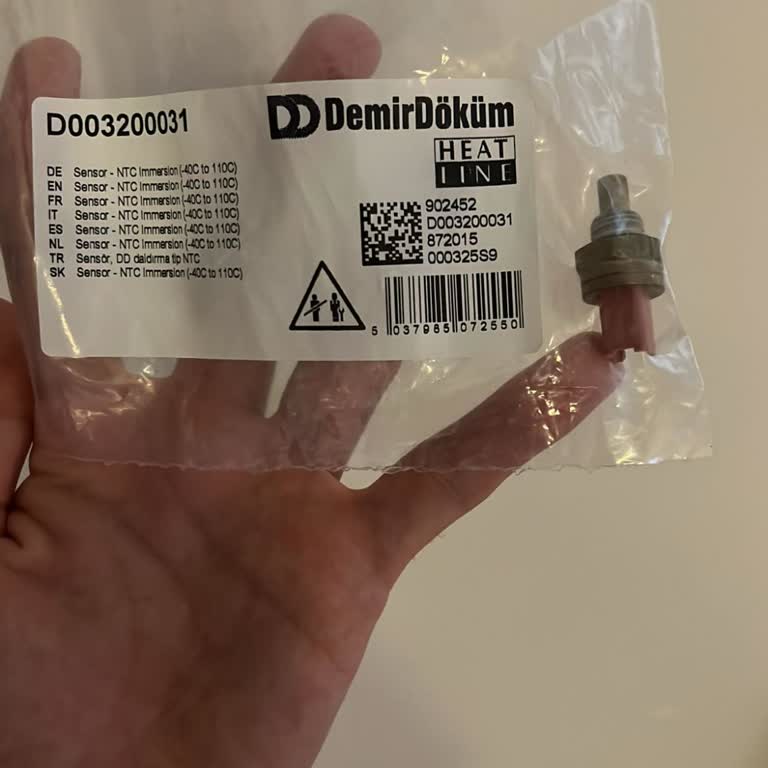 D003200031
DemirDöküm
HEAT
LINE
DE Sensor - NTC Immersion (-40C to 110C)
EN Sensor - NTC Immersion (-40C to 110C)
FR Sensor - NTC Immersion (-40C to 110C)
IT Sensor - NTC Immersion (-40C to 110C)
ES Sensor - NTC Immersion (-40C to 110C)
NL Sensor - NTC Immersion (-40C to 110C)
TR Sensör, DD daldırma tip NTC
SK Sensor - NTC Immersion (-40C to 110C)
902452
D003200031
872015
000325S9
5 037985 072550